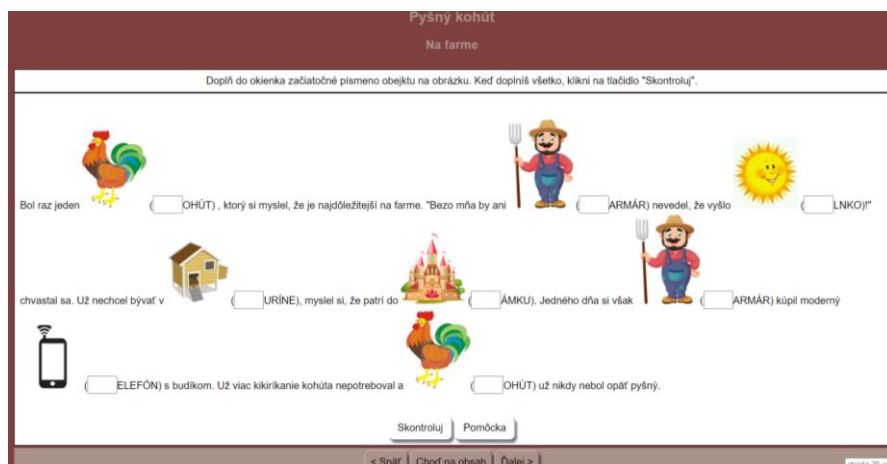 Pyšný kohút
Na farme
Doplň do okienka začiatočné písmeno obejktu na obrázku. Keď doplníš všetko, klikni na tlačidlo "Skontroluj".
Bol raz jeden ( OHÚT) , ktorý si myslel, že je najdôležitejší na farme. "Bezo mňa by ani ( ARMÁR) nevedel, že vyšlo ( LNKO)!"
chvastal sa. Už nechcel bývať v ( URÍNE), myslel si, že patrí do ( ÁMKU). Jedného dňa si však ( ARMÁR) kúpil moderný
( ELEFÓN) s budíkom. Už viac kikiríkanie kohúta nepotreboval a ( OHÚT) už nikdy nebol opäť pyšný.
Skontroluj Pomôcka
< Späť Choď na obsah Ďalej >